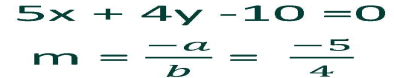 5x + 4y -10 =0
m = -a/b = -5/4